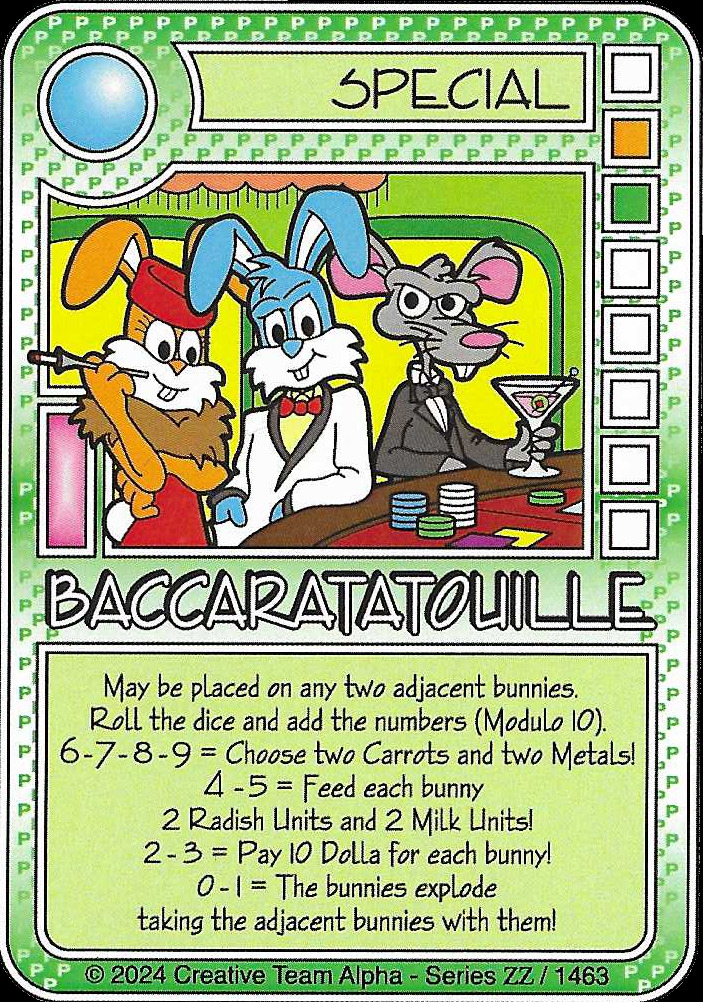 SPECIAL
BACCARATATOUILLE
May be placed on any two adjacent bunnies.
Roll the dice and add the numbers (Modulo 10).
6-7-8-9 = Choose two Carrots and two Metals!
4 - 5 = Feed each bunny
2 Radish Units and 2 Milk Units!
2 - 3 = Pay 10 Dolla for each bunny!
0 - 1 = The bunnies explode
taking the adjacent bunnies with them!
© 2024 Creative Team Alpha - Series ZZ / 1463